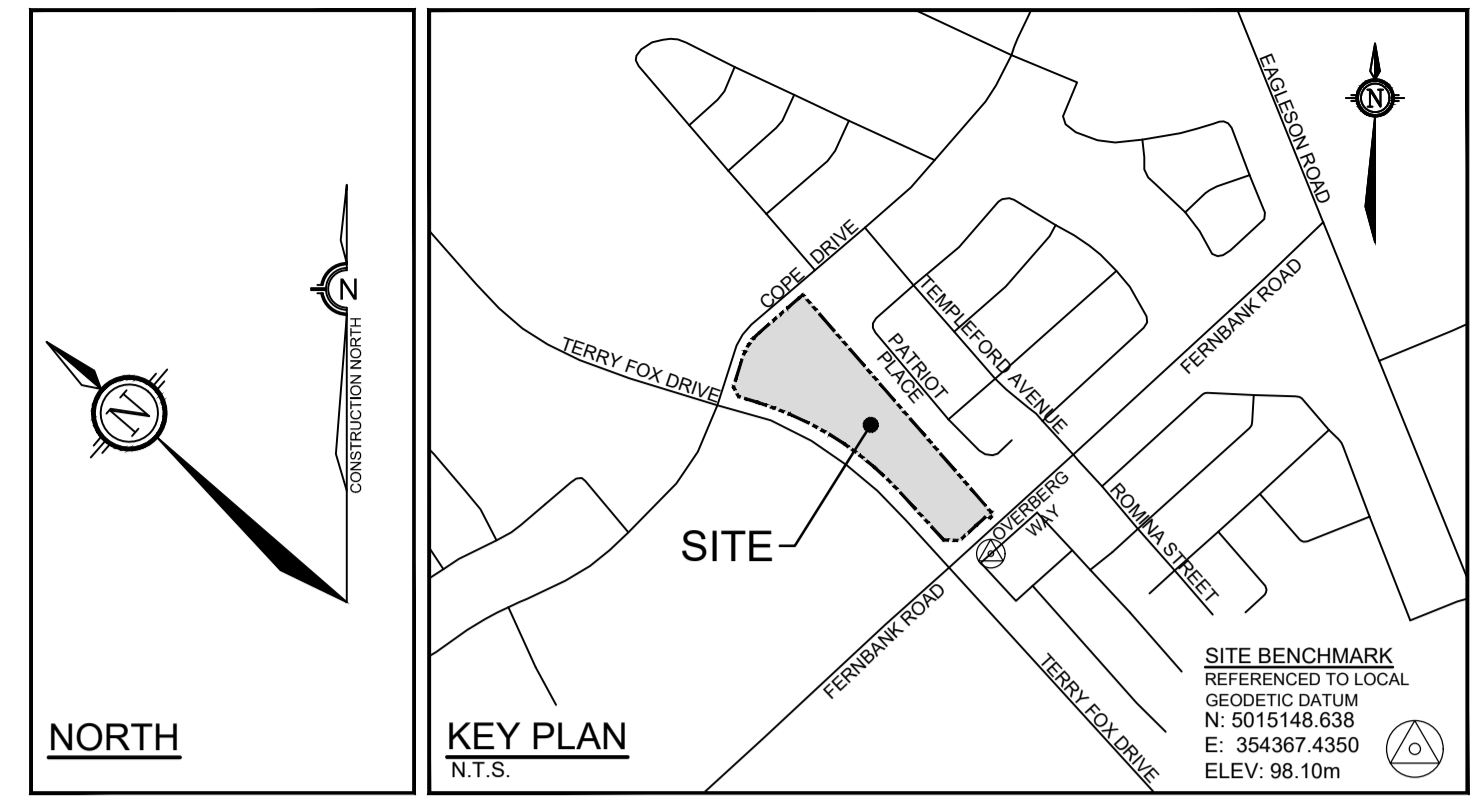 N
CONSTRUCTION NORTH
N
NORTH
EAGLESON ROAD
N
COPE DRIVE
TEMPLEFORD AVENUE
FERNBANK ROAD
TERRY FOX DRIVE
PATRIOT
PLACE
SITE
OVERBERG
WAY
ROMINA STREET
FERNBANK ROAD
TERRY FOX DRIVE
KEY PLAN
N.T.S.
SITE BENCHMARK
REFERENCED TO LOCAL
GEODETIC DATUM
N: 5015148.638
E: 354367.4350
ELEV: 98.10m